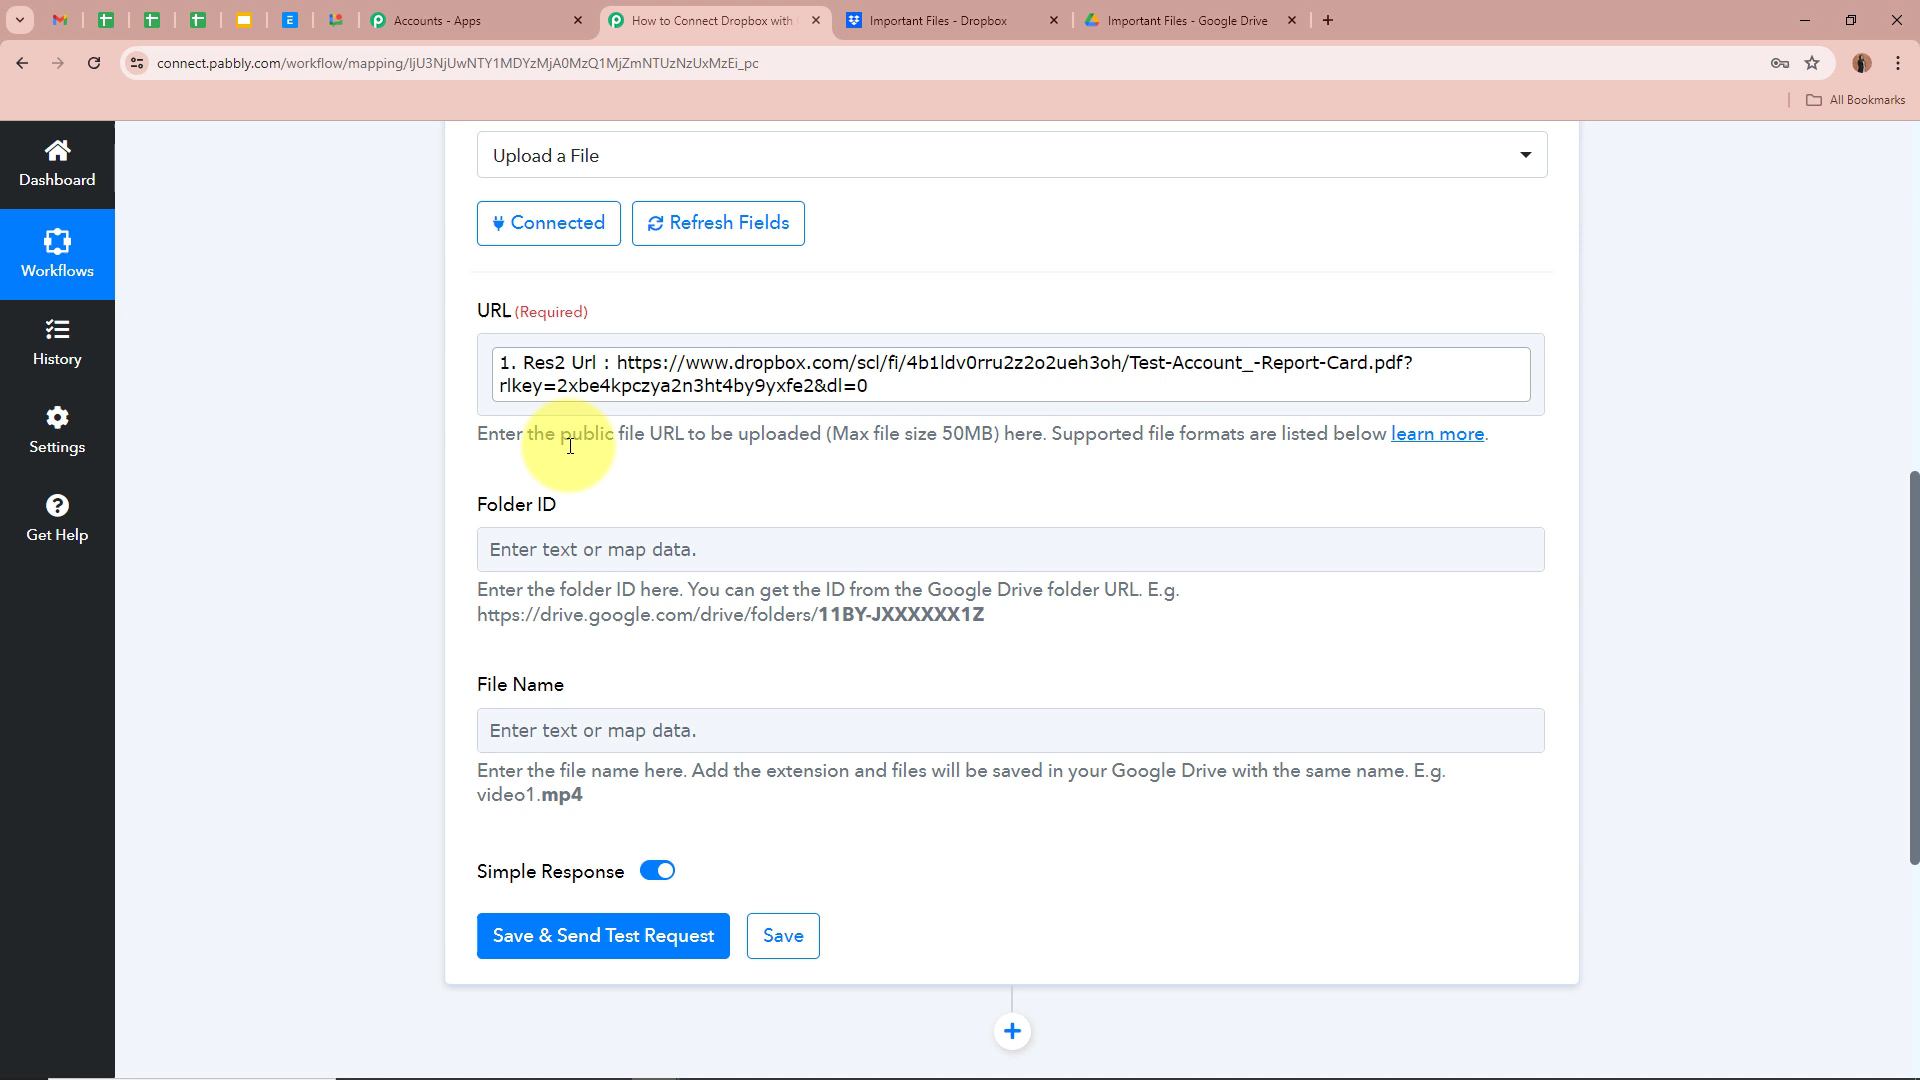 Accounts - Apps
How to Connect Dropbox with
Important Files - Dropbox
Important Files - Google Drive
connect.pabbly.com/workflow/mapping/IjU3NjUwNTY1MDYzMjA0MzQ1MjZmNTUzNzUxMzEi_pc
All Bookmarks
Dashboard
Workflows
History
Settings
Get Help
Upload a File
Connected
Refresh Fields
URL (Required)
1. Res2 Url : https://www.dropbox.com/scl/fi/4b1ldv0rru2z2o2ueh3oh/Test-Account_-Report-Card.pdf?
rlkey=2xbe4kpczya2n3ht4by9yxfe2&dl=0
Enter the public file URL to be uploaded (Max file size 50MB) here. Supported file formats are listed below learn more.
Folder ID
Enter text or map data.
Enter the folder ID here. You can get the ID from the Google Drive folder URL. E.g.
https://drive.google.com/drive/folders/11BY-JXXXXXX1Z
File Name
Enter text or map data.
Enter the file name here. Add the extension and files will be saved in your Google Drive with the same name. E.g.
video1.mp4
Simple Response
Save & Send Test Request
Save